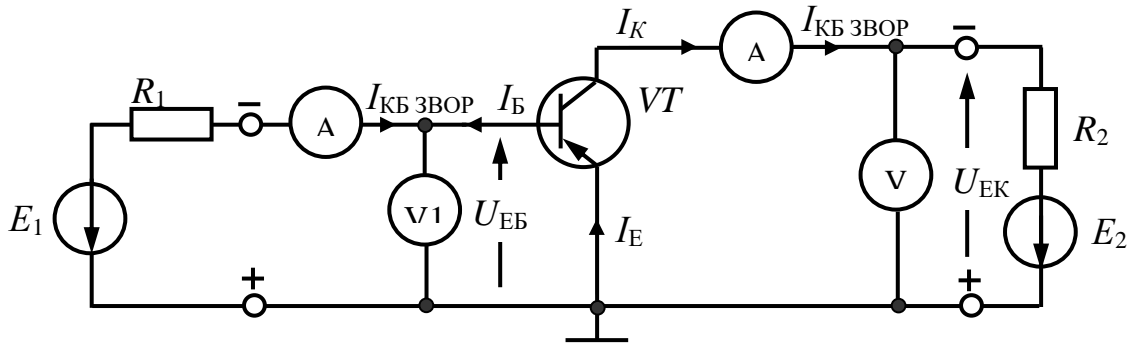 I_К
A
I_КБ ЗВОР
−
R_1
−
A
I_КБ ЗВОР
I_Б
VT
R_2
E_1
V1
U_ЕБ
I_Е
V
U_ЕК
E_2
+
+